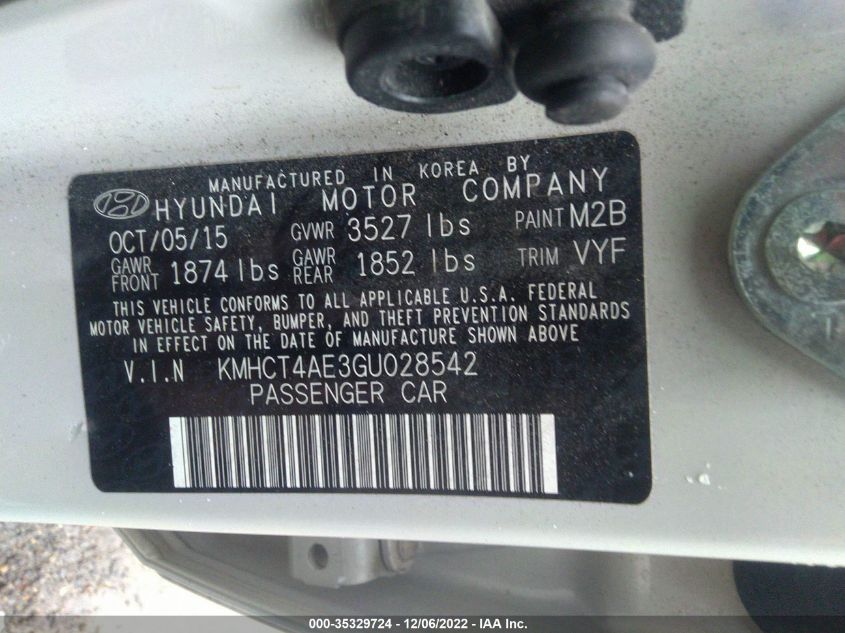 MANUFACTURED IN KOREA BY
HYUNDAI MOTOR COMPANY
OCT/05/15 GVWR 3527 lbs PAINT M2B
GAWR FRONT 1874 lbs GAWR REAR 1852 lbs TRIM VYF
THIS VEHICLE CONFORMS TO ALL APPLICABLE U.S.A. FEDERAL
MOTOR VEHICLE SAFETY, BUMPER, AND THEFT PREVENTION STANDARDS
IN EFFECT ON THE DATE OF MANUFACTURE SHOWN ABOVE
V.I.N KMHCT4AE3GU028542
PASSENGER CAR
000-35329724 - 12/06/2022 - IAA Inc.